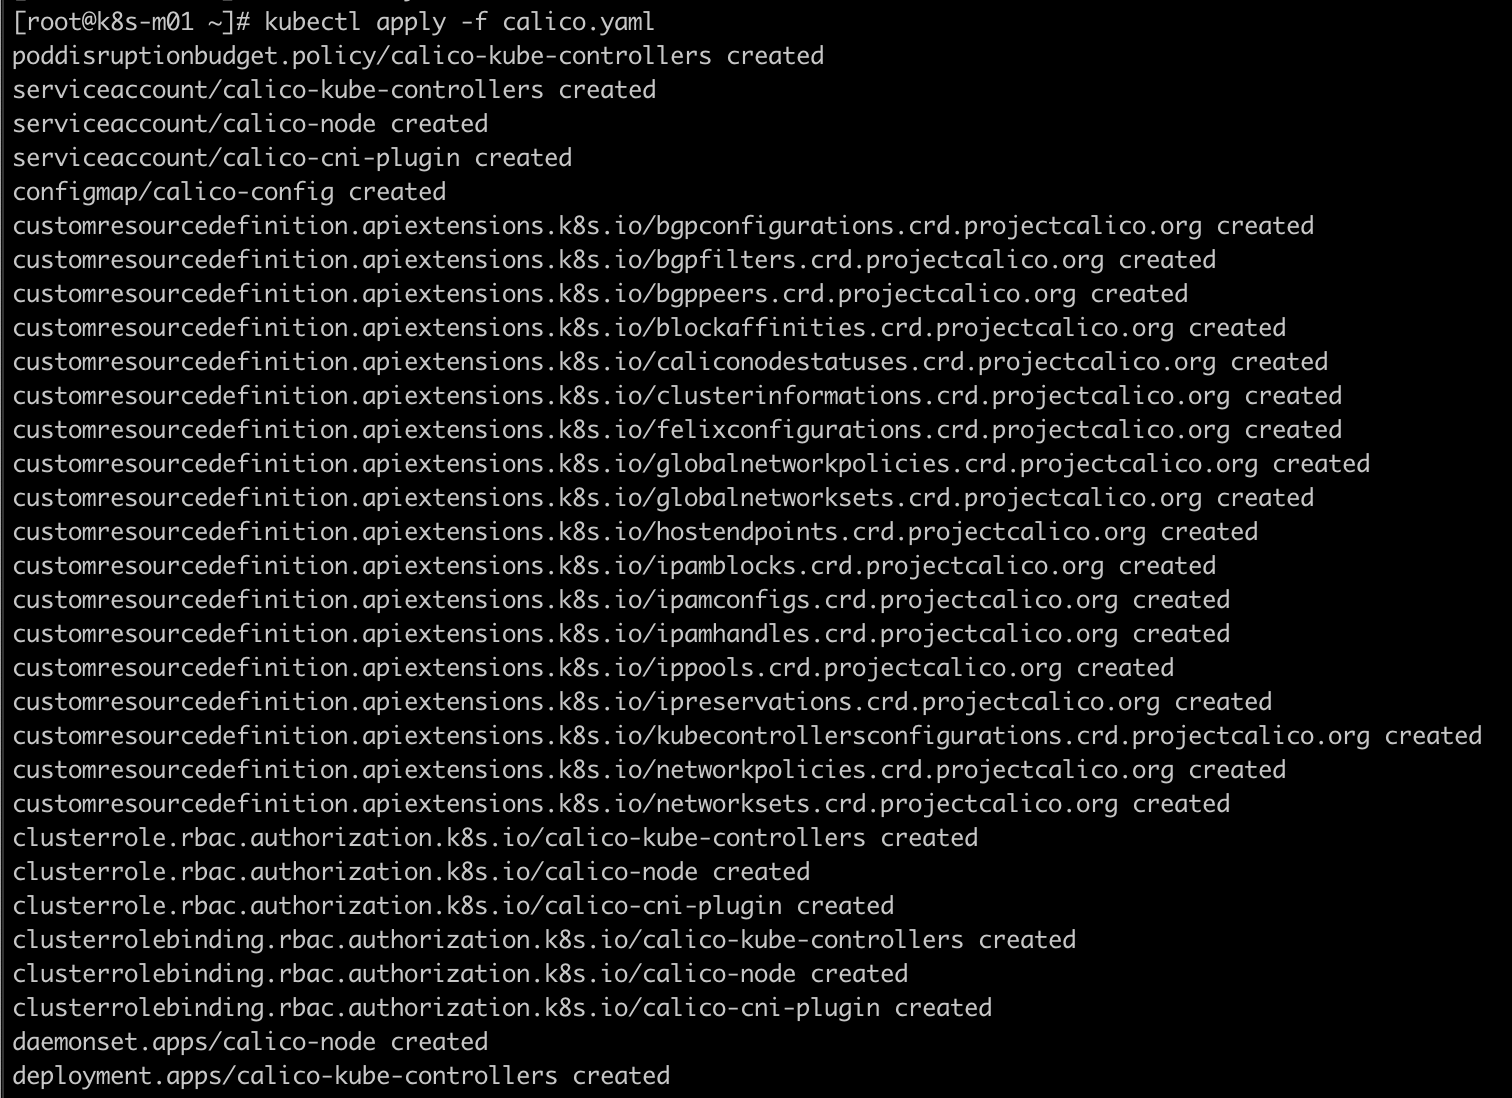 [root@k8s-m01 ~]# kubectl apply -f calico.yaml
poddisruptionbudget.policy/calico-kube-controllers created
serviceaccount/calico-kube-controllers created
serviceaccount/calico-node created
serviceaccount/calico-cni-plugin created
configmap/calico-config created
customresourcedefinition.apiextensions.k8s.io/bgpconfigurations.crd.projectcalico.org created
customresourcedefinition.apiextensions.k8s.io/bgpfilters.crd.projectcalico.org created
customresourcedefinition.apiextensions.k8s.io/bgppeers.crd.projectcalico.org created
customresourcedefinition.apiextensions.k8s.io/blockaffinities.crd.projectcalico.org created
customresourcedefinition.apiextensions.k8s.io/caliconodestatuses.crd.projectcalico.org created
customresourcedefinition.apiextensions.k8s.io/clusterinformations.crd.projectcalico.org created
customresourcedefinition.apiextensions.k8s.io/felixconfigurations.crd.projectcalico.org created
customresourcedefinition.apiextensions.k8s.io/globalnetworkpolicies.crd.projectcalico.org created
customresourcedefinition.apiextensions.k8s.io/globalnetworksets.crd.projectcalico.org created
customresourcedefinition.apiextensions.k8s.io/hostendpoints.crd.projectcalico.org created
customresourcedefinition.apiextensions.k8s.io/ipamblocks.crd.projectcalico.org created
customresourcedefinition.apiextensions.k8s.io/ipamconfigs.crd.projectcalico.org created
customresourcedefinition.apiextensions.k8s.io/ipamhandles.crd.projectcalico.org created
customresourcedefinition.apiextensions.k8s.io/ippools.crd.projectcalico.org created
customresourcedefinition.apiextensions.k8s.io/ipreservations.crd.projectcalico.org created
customresourcedefinition.apiextensions.k8s.io/kubecontrollersconfigurations.crd.projectcalico.org created
customresourcedefinition.apiextensions.k8s.io/networkpolicies.crd.projectcalico.org created
customresourcedefinition.apiextensions.k8s.io/networksets.crd.projectcalico.org created
clusterrole.rbac.authorization.k8s.io/calico-kube-controllers created
clusterrole.rbac.authorization.k8s.io/calico-node created
clusterrole.rbac.authorization.k8s.io/calico-cni-plugin created
clusterrolebinding.rbac.authorization.k8s.io/calico-kube-controllers created
clusterrolebinding.rbac.authorization.k8s.io/calico-node created
clusterrolebinding.rbac.authorization.k8s.io/calico-cni-plugin created
daemonset.apps/calico-node created
deployment.apps/calico-kube-controllers created